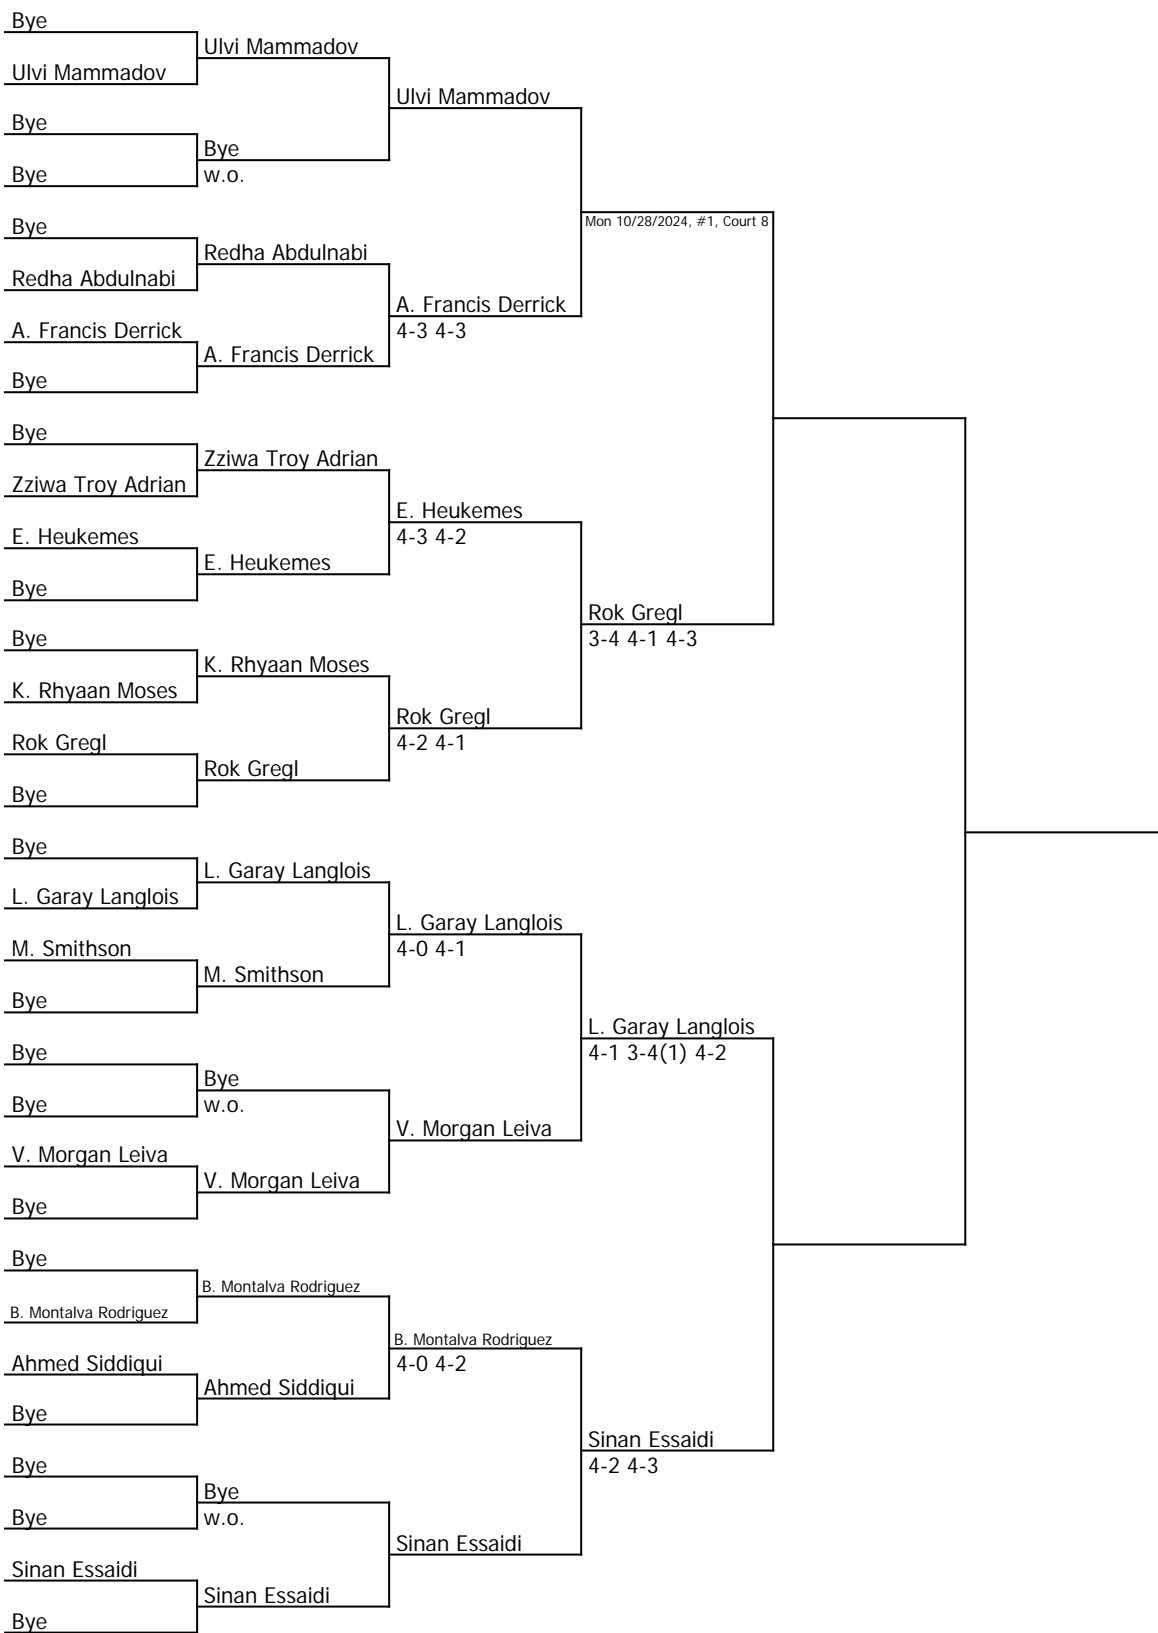 Bye
Ulvi Mammadov
Bye
Bye
Bye
Redha Abdulnabi
A. Francis Derrick
Bye
Bye
Zziwa Troy Adrian
E. Heukemes
Bye
Bye
K. Rhyaan Moses
Rok Gregl
Bye
Bye
L. Garay Langlois
M. Smithson
Bye
Bye
Bye
V. Morgan Leiva
Bye
Bye
B. Montalva Rodriguez
Ahmed Siddiqui
Bye
Bye
Bye
Sinan Essaidi
Bye
Ulvi Mammadov
Bye
w.o.
Redha Abdulnabi
A. Francis Derrick
Zziwa Troy Adrian
E. Heukemes
K. Rhyaan Moses
Rok Gregl
L. Garay Langlois
M. Smithson
Bye
w.o.
V. Morgan Leiva
B. Montalva Rodriguez
Ahmed Siddiqui
Bye
w.o.
Sinan Essaidi
Ulvi Mammadov
A. Francis Derrick
4-3 4-3
E. Heukemes
4-3 4-2
Rok Gregl
4-2 4-1
L. Garay Langlois
4-0 4-1
V. Morgan Leiva
B. Montalva Rodriguez
4-0 4-2
Sinan Essaidi
Mon 10/28/2024, #1, Court 8
Rok Gregl
3-4 4-1 4-3
L. Garay Langlois
4-1 3-4(1) 4-2
Sinan Essaidi
4-2 4-3